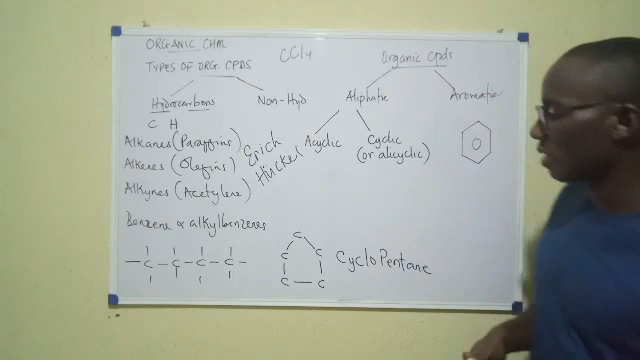 ORGANIC CHM
TYPES OF ORG. CPDS
Hydrocarbons
Non-Hyd
C H
Alkanes (Paraffins)
Alkenes (Olefins)
Alkynes (Acetylene)
Benzene & alkylbenzenes
- C - C - C - C -
CCl4
Erich
Hückel
Organic Cpds
Aliphatic
Aromatic
Acyclic
Cyclic
(or alicyclic)
C
C C
C - C
CycloPentane